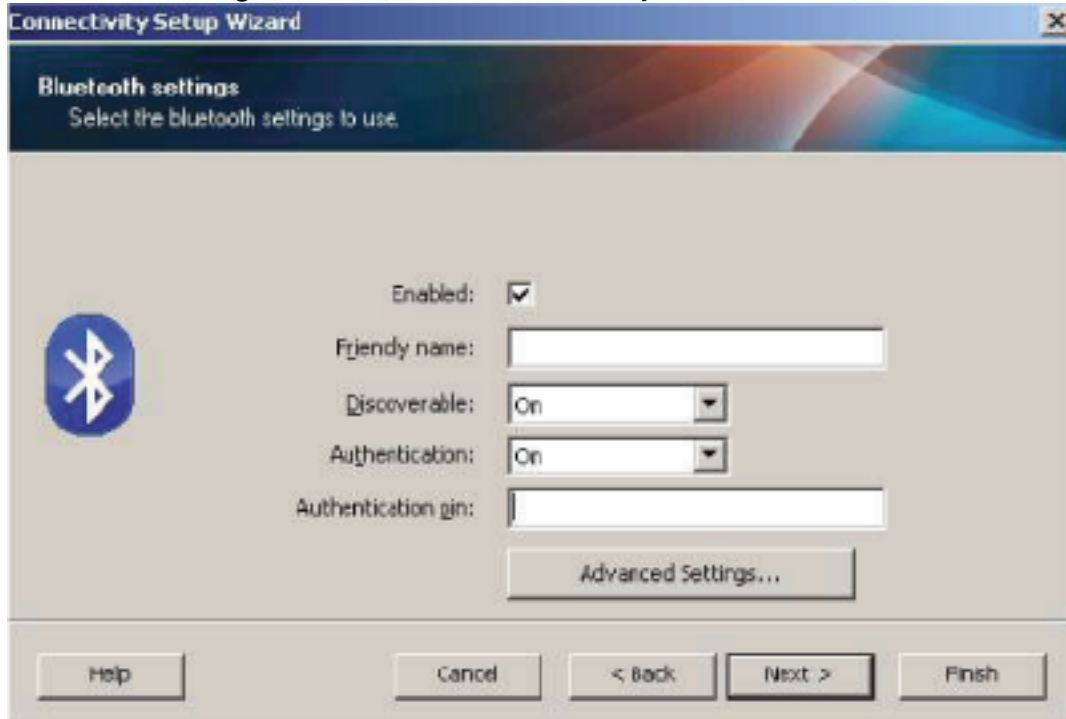 Connectivity Setup Wizard
Bluetooth settings
Select the bluetooth settings to use.
Enabled:
Friendly name:
Discoverable: On
Authentication: On
Authentication pin:
Advanced Settings...
Help Cancel < Back Next > Finish